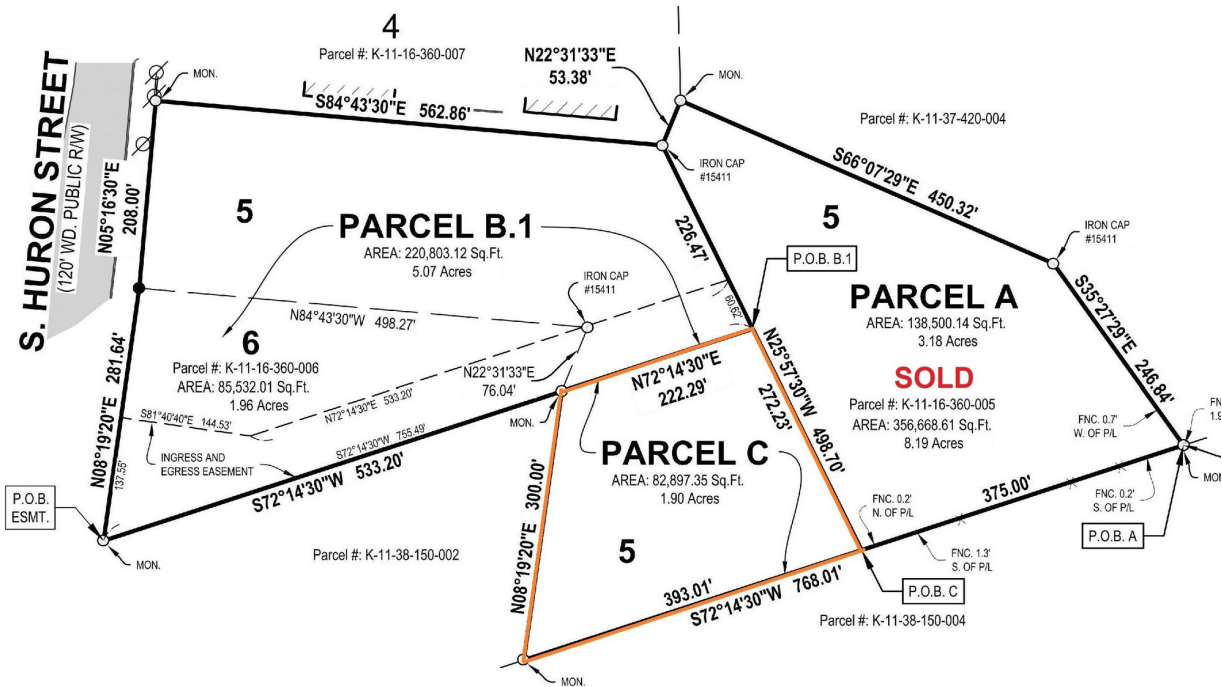 4
Parcel #: K-11-16-360-007
N22°31'33"E
53.38'
MON.
MON.
S84°43'30"E 562.86'
S. HURON STREET
(120' WD. PUBLIC R/W)
N05°16'30"E 208.00'
Parcel #: K-11-37-420-004
IRON CAP
#15411
S66°07'29"E 450.32'
5
PARCEL B.1
AREA: 220,803.12 Sq.Ft.
5.07 Acres
226.47'
5
IRON CAP
#15411
P.O.B. B.1
IRON CAP
#15411
60.62'
PARCEL A
AREA: 138,500.14 Sq.Ft.
3.18 Acres
SOLD
Parcel #: K-11-16-360-005
AREA: 356,668.61 Sq.Ft.
8.19 Acres
S35°27'29"E 246.84'
N84°43'30"W 498.27'
6
Parcel #: K-11-16-360-006
AREA: 85,532.01 Sq.Ft.
1.96 Acres
N08°19'20"E 281.64'
137.55'
N22°31'33"E
76.04'
N72°14'30"E
222.29'
N25°57'30"W 498.70'
272.23'
S81°40'40"E 144.53'
N72°14'30"E 533.20'
MON.
S72°14'30"W 755.49'
S72°14'30"W 533.20'
INGRESS AND
EGRESS EASEMENT
PARCEL C
AREA: 82,897.35 Sq.Ft.
1.90 Acres
FNC. 0.7'
W. OF P/L
FN
1.9
MON
375.00'
FNC. 0.2'
S. OF P/L
FNC. 0.2'
N. OF P/L
P.O.B. A
P.O.B.
ESMT.
MON.
N08°19'20"E 300.00'
Parcel #: K-11-38-150-002
5
FNC. 1.3'
S. OF P/L
P.O.B. C
393.01'
S72°14'30"W 768.01'
Parcel #: K-11-38-150-004
MON.